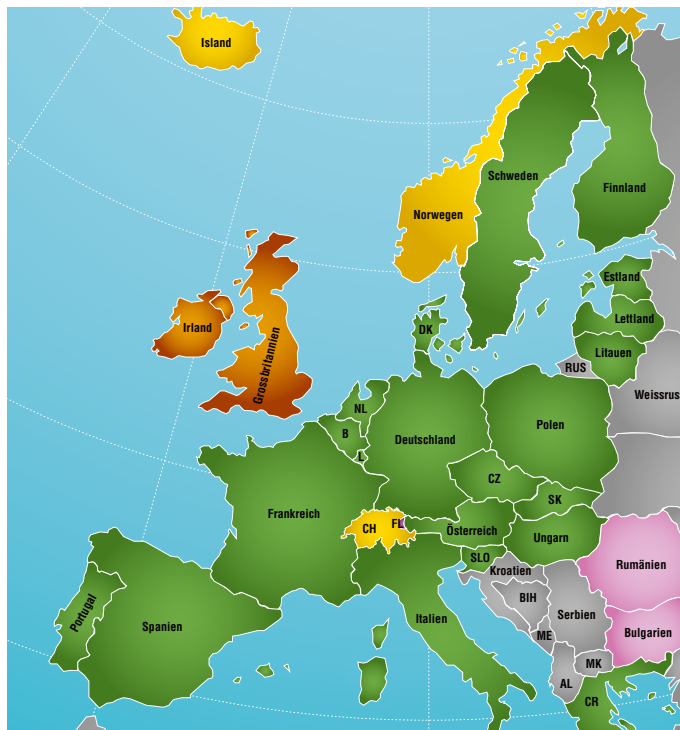 Island
Schweden
Finnland
Norwegen
Estland
Irland
Lettland
DK
Grossbritannien
Litauen
RUS
Weissrus
NL
B
Deutschland
Polen
L
CZ
SK
Frankreich
CH
FL
Österreich
Ungarn
SLO
Kroatien
Rumänien
BIH
Serbien
Portugal
Spanien
Italien
ME
Bulgarien
MK
AL
CR